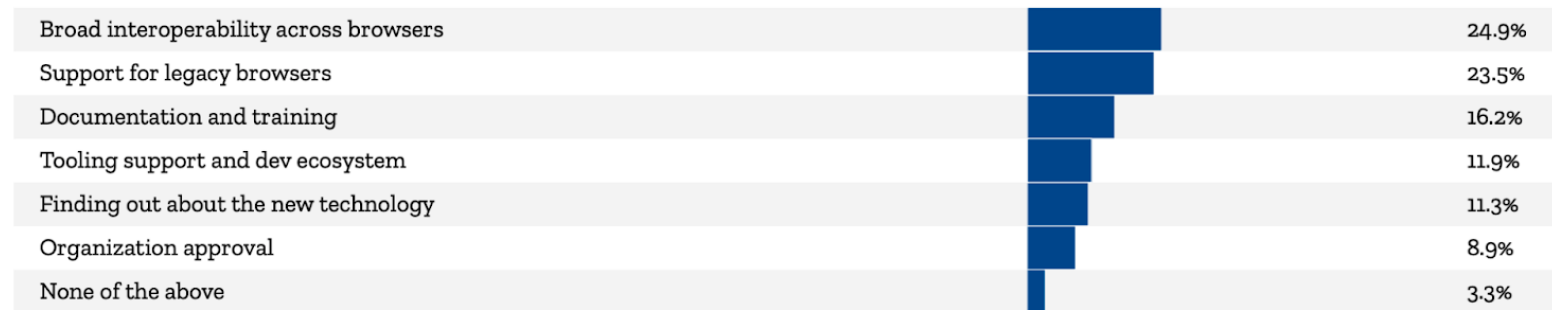 Broad interoperability across browsers 24.9%
Support for legacy browsers 23.5%
Documentation and training 16.2%
Tooling support and dev ecosystem 11.9%
Finding out about the new technology 11.3%
Organization approval 8.9%
None of the above 3.3%